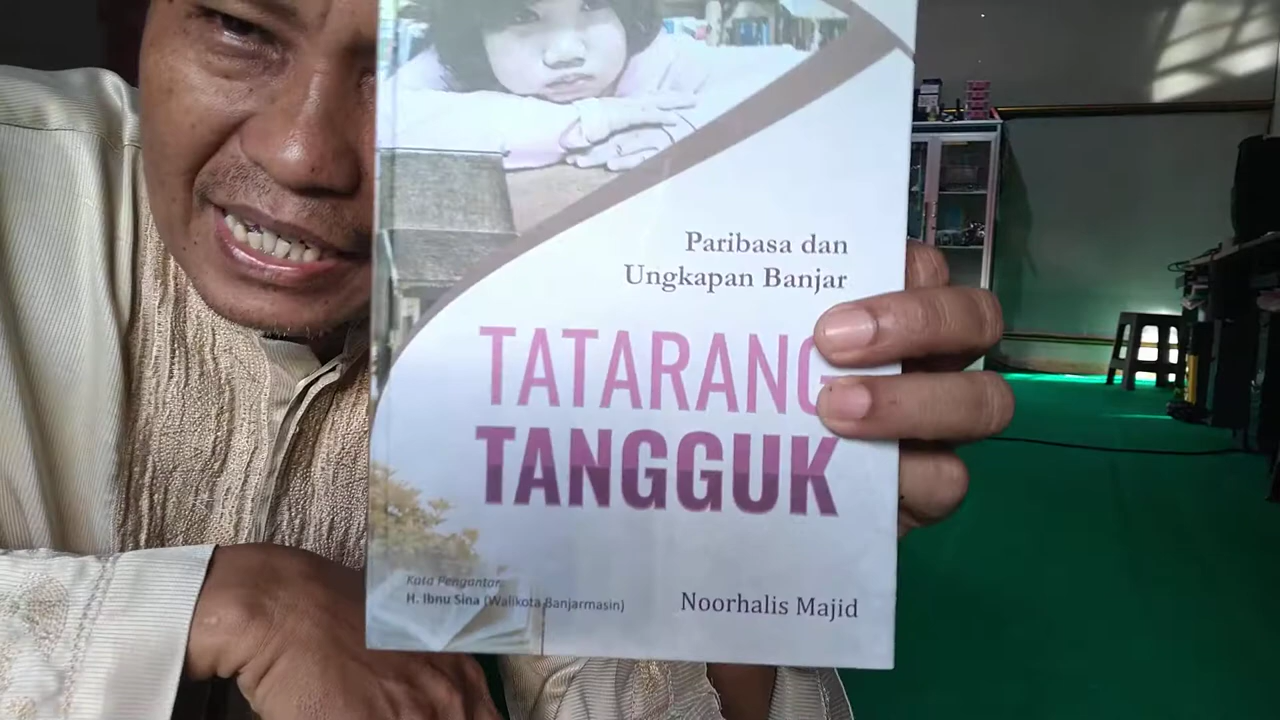 Paribasa dan
Ungkapan Banjar
TATARANG
TANGGUK
Kata Pengantar:
H. Ibnu Sina (Walikota Banjarmasin)
Noorhalis Majid